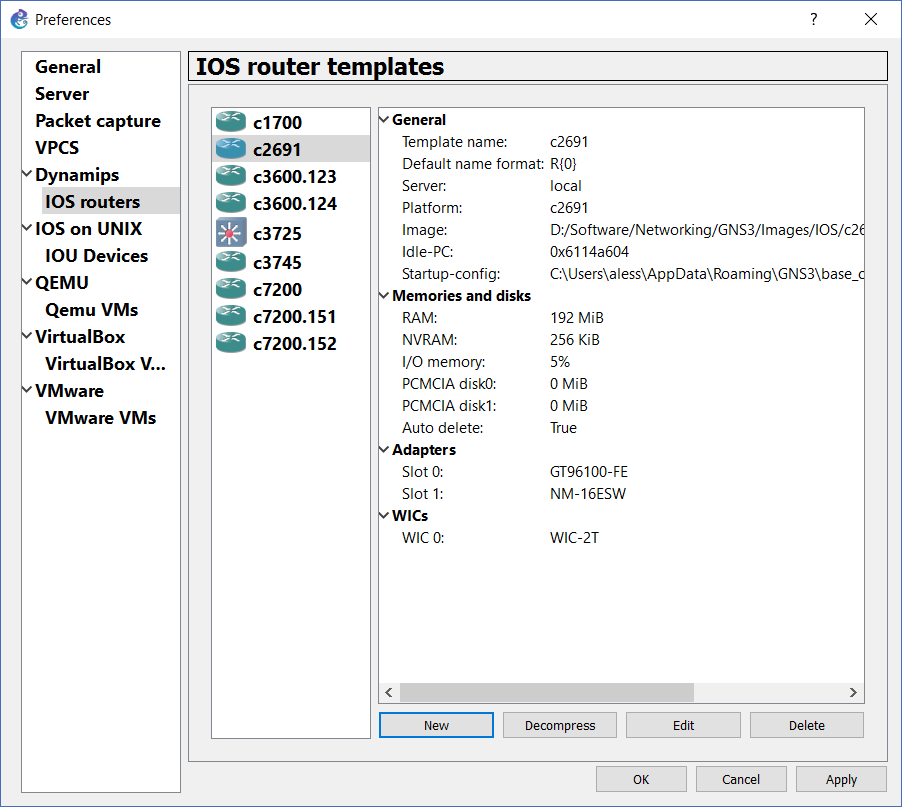 Preferences
?
General
Server
Packet capture
VPCS
Dynamips
IOS routers
IOS on UNIX
IOU Devices
QEMU
Qemu VMs
VirtualBox
VirtualBox V...
VMware
VMware VMs
IOS router templates
c1700
c2691
c3600.123
c3600.124
c3725
c3745
c7200
c7200.151
c7200.152
General
Template name: c2691
Default name format: R{0}
Server: local
Platform: c2691
Image: D:/Software/Networking/GNS3/Images/IOS/c26
Idle-PC: 0x6114a604
Startup-config: C:\Users\aless\AppData\Roaming\GNS3\base_c
Memories and disks
RAM: 192 MiB
NVRAM: 256 KiB
I/O memory: 5%
PCMCIA disk0: 0 MiB
PCMCIA disk1: 0 MiB
Auto delete: True
Adapters
Slot 0: GT96100-FE
Slot 1: NM-16ESW
WICs
WIC 0: WIC-2T
New Decompress Edit Delete
OK Cancel Apply